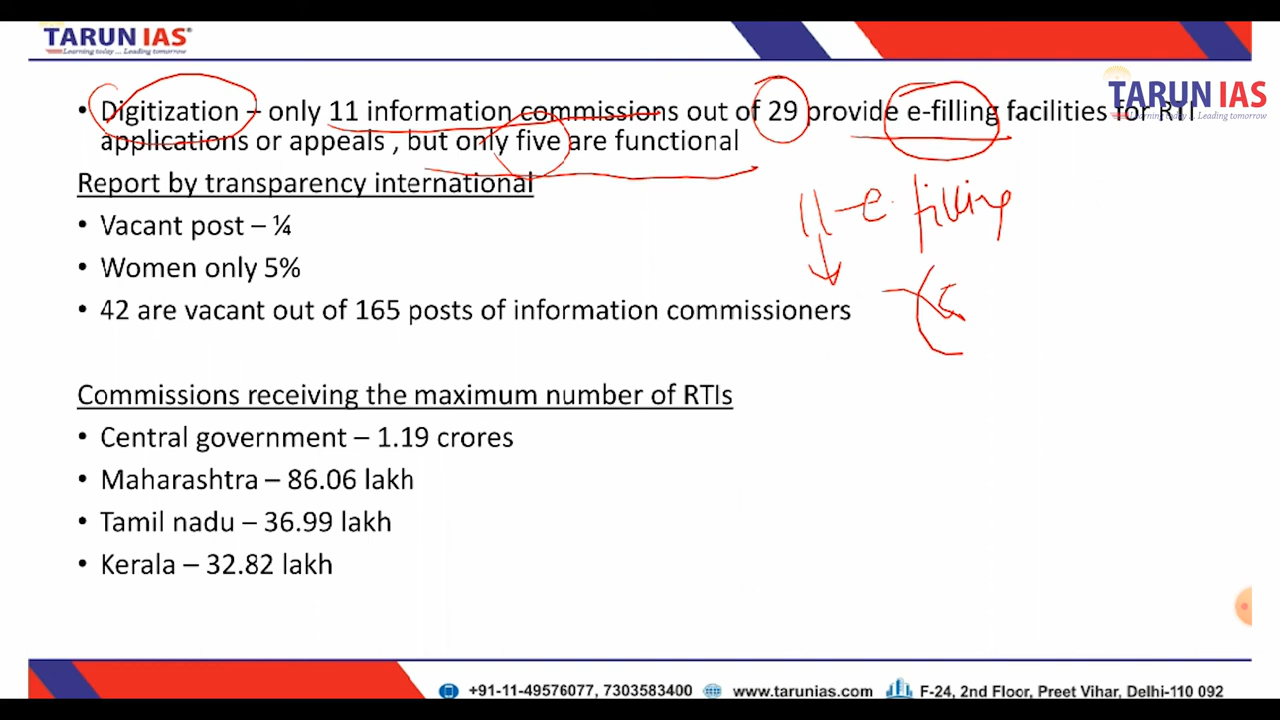 TARUN IAS
Learning today ... Leading tomorrow
• Digitization – only 11 information commissions out of 29 provide e-filling facilities for RTI
applications or appeals , but only five are functional
TARUN IAS
Learning today ... Leading tomorrow
Report by transparency international
11 - e. filling
• Vacant post – ¼
• Women only 5%
• 42 are vacant out of 165 posts of information commissioners
Commissions receiving the maximum number of RTIs
• Central government – 1.19 crores
• Maharashtra – 86.06 lakh
• Tamil nadu – 36.99 lakh
• Kerala – 32.82 lakh
+91-11-49576077, 7303583400 www.tarunias.com F-24, 2nd Floor, Preet Vihar, Delhi-110 092